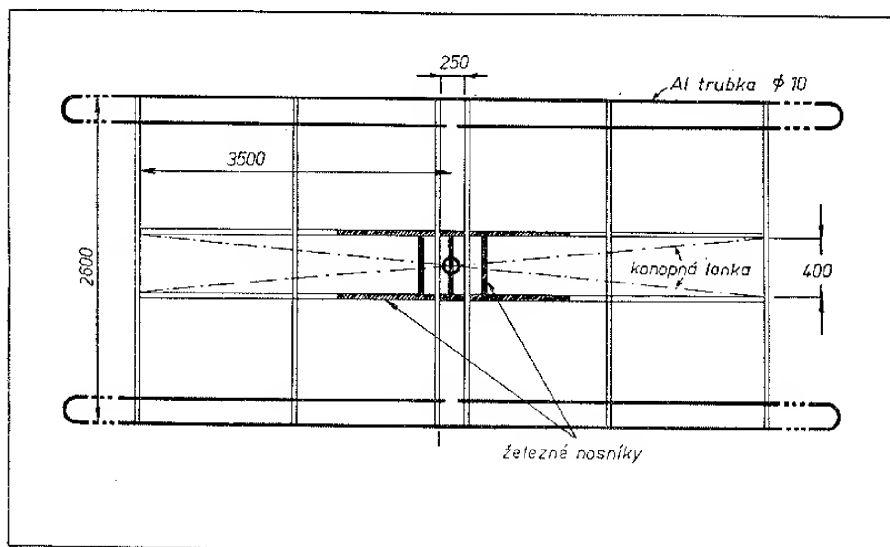 250
Al trubka ϕ 10
3500
2600
konopná lanka
400
železné nosníky